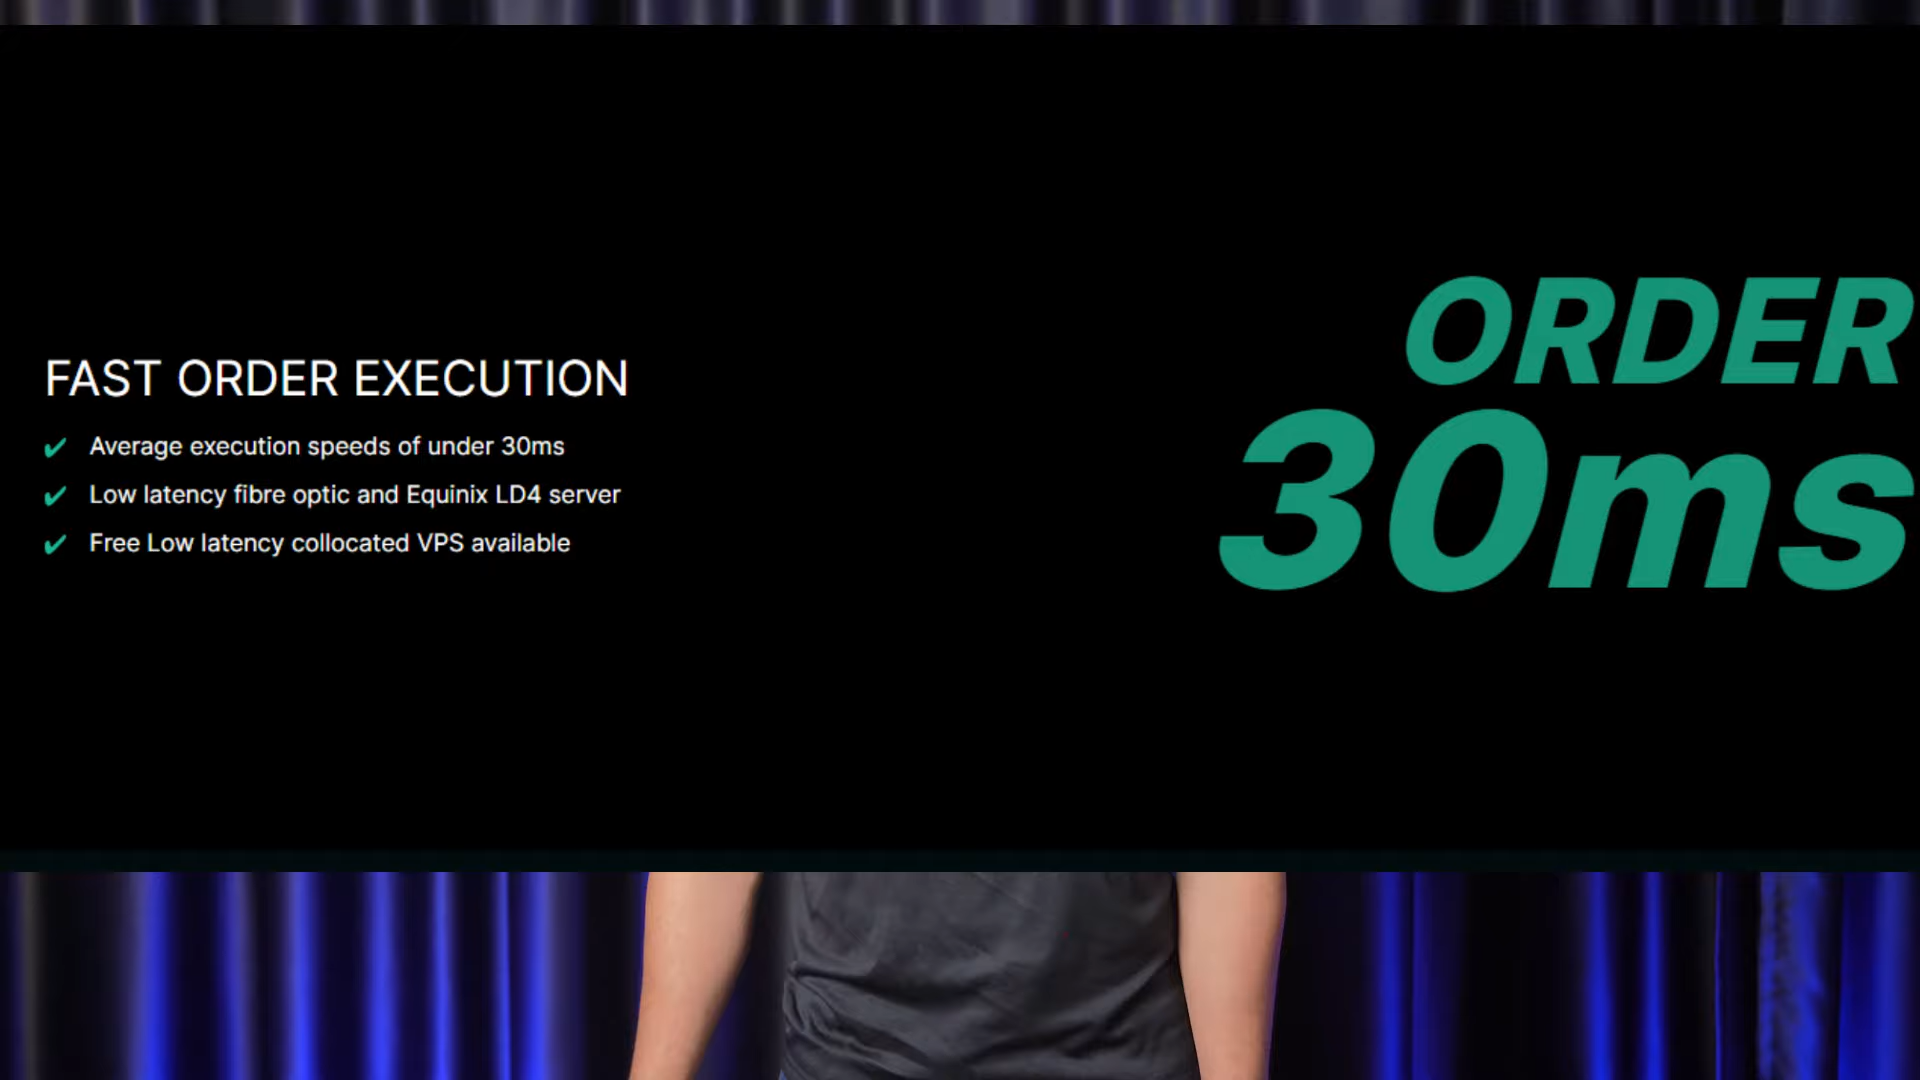 FAST ORDER EXECUTION
Average execution speeds of under 30ms
Low latency fibre optic and Equinix LD4 server
Free Low latency collocated VPS available
ORDER
30ms